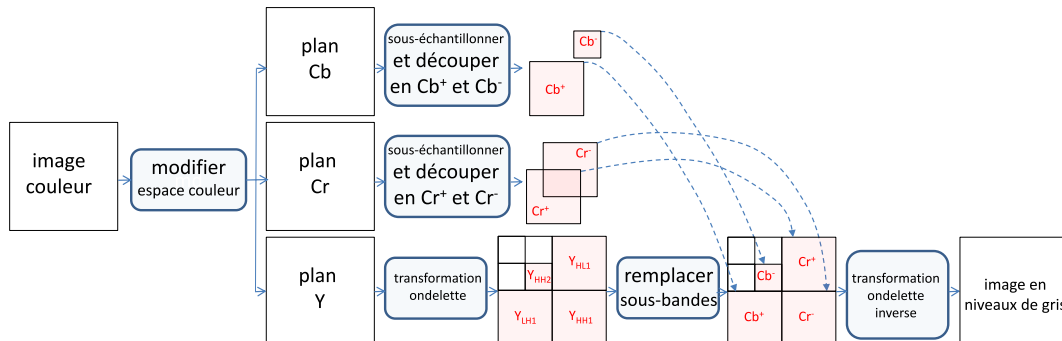 image
couleur
modifier
espace couleur
plan
Cb
sous-échantillonner
et découper
en Cb⁺ et Cb⁻
Cb⁻
Cb⁺
plan
Cr
sous-échantillonner
et découper
en Cr⁺ et Cr⁻
Cr⁻
Cr⁺
plan
Y
transformation
ondelette
Y_HL1
Y_HH2
Y_LH1
Y_HH1
remplacer
sous-bandes
Cr⁺
Cb⁻
Cb⁺
Cr⁻
transformation
ondelette
inverse
image en
niveaux de gris